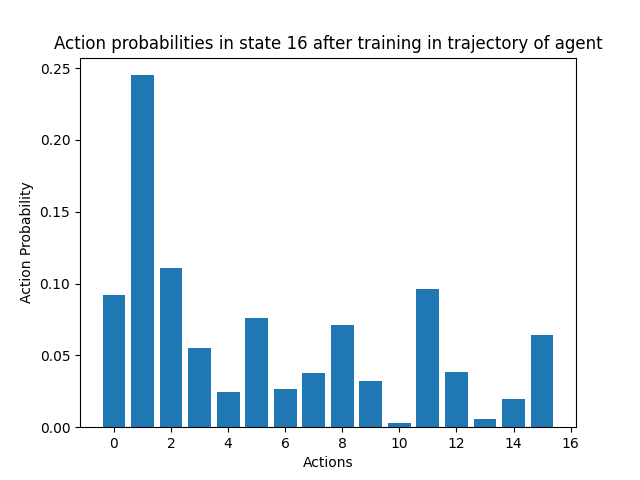 Action probabilities in state 16 after training in trajectory of agent
0.25
0.20
0.15
0.10
0.05
0.00
Action Probability
0 2 4 6 8 10 12 14 16
Actions